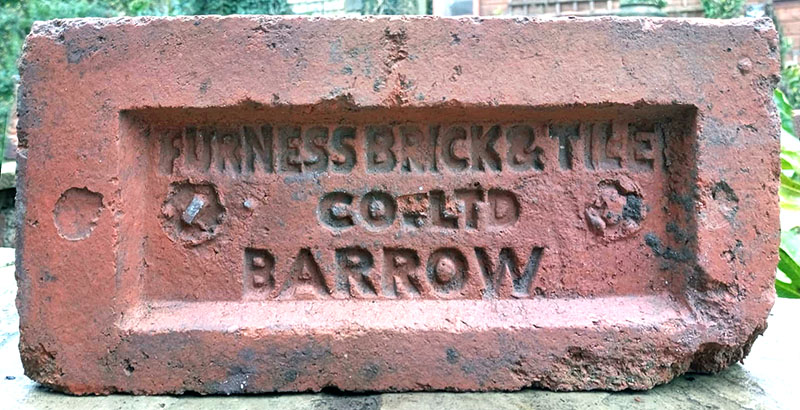 FURNESS BRICK & TILE
CO. LTD
BARROW